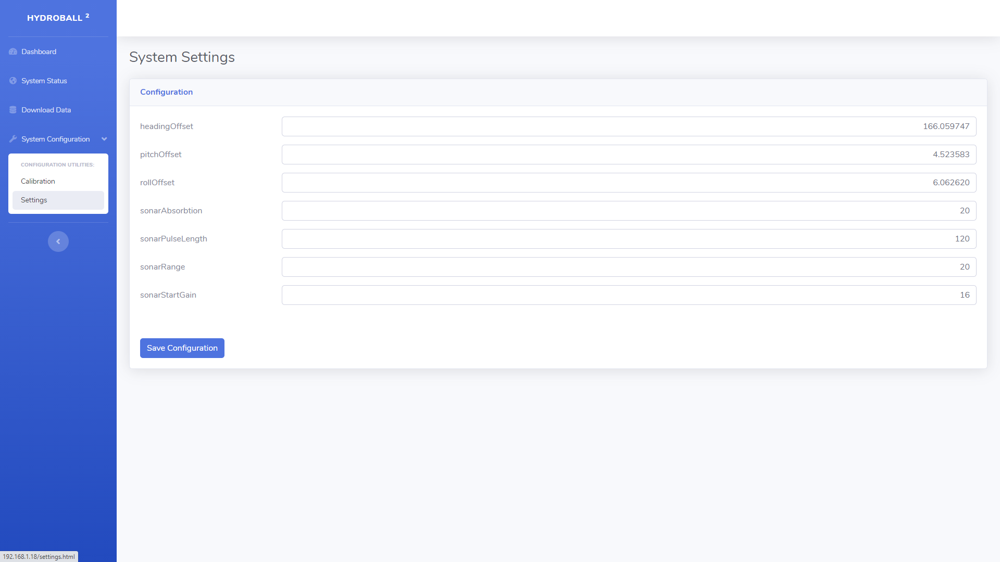 HYDROBALL 2
Dashboard
System Status
Download Data
System Configuration
CONFIGURATION UTILITIES:
Calibration
Settings
System Settings
Configuration
headingOffset 166.059747
pitchOffset 4.523583
rollOffset 6.062620
sonarAbsorbtion 20
sonarPulseLength 120
sonarRange 20
sonarStartGain 16
Save Configuration
192.168.1.18/settings.html